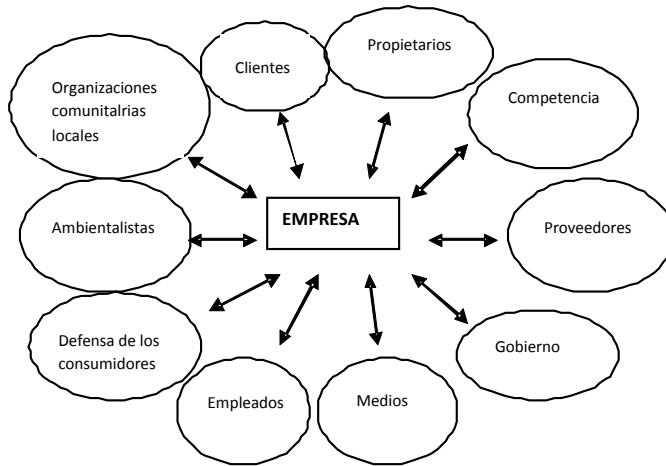 Propietarios
Clientes
Organizaciones
comunitalrias
locales
Competencia
EMPRESA
Ambientalistas
Proveedores
Defensa de los
consumidores
Gobierno
Empleados
Medios